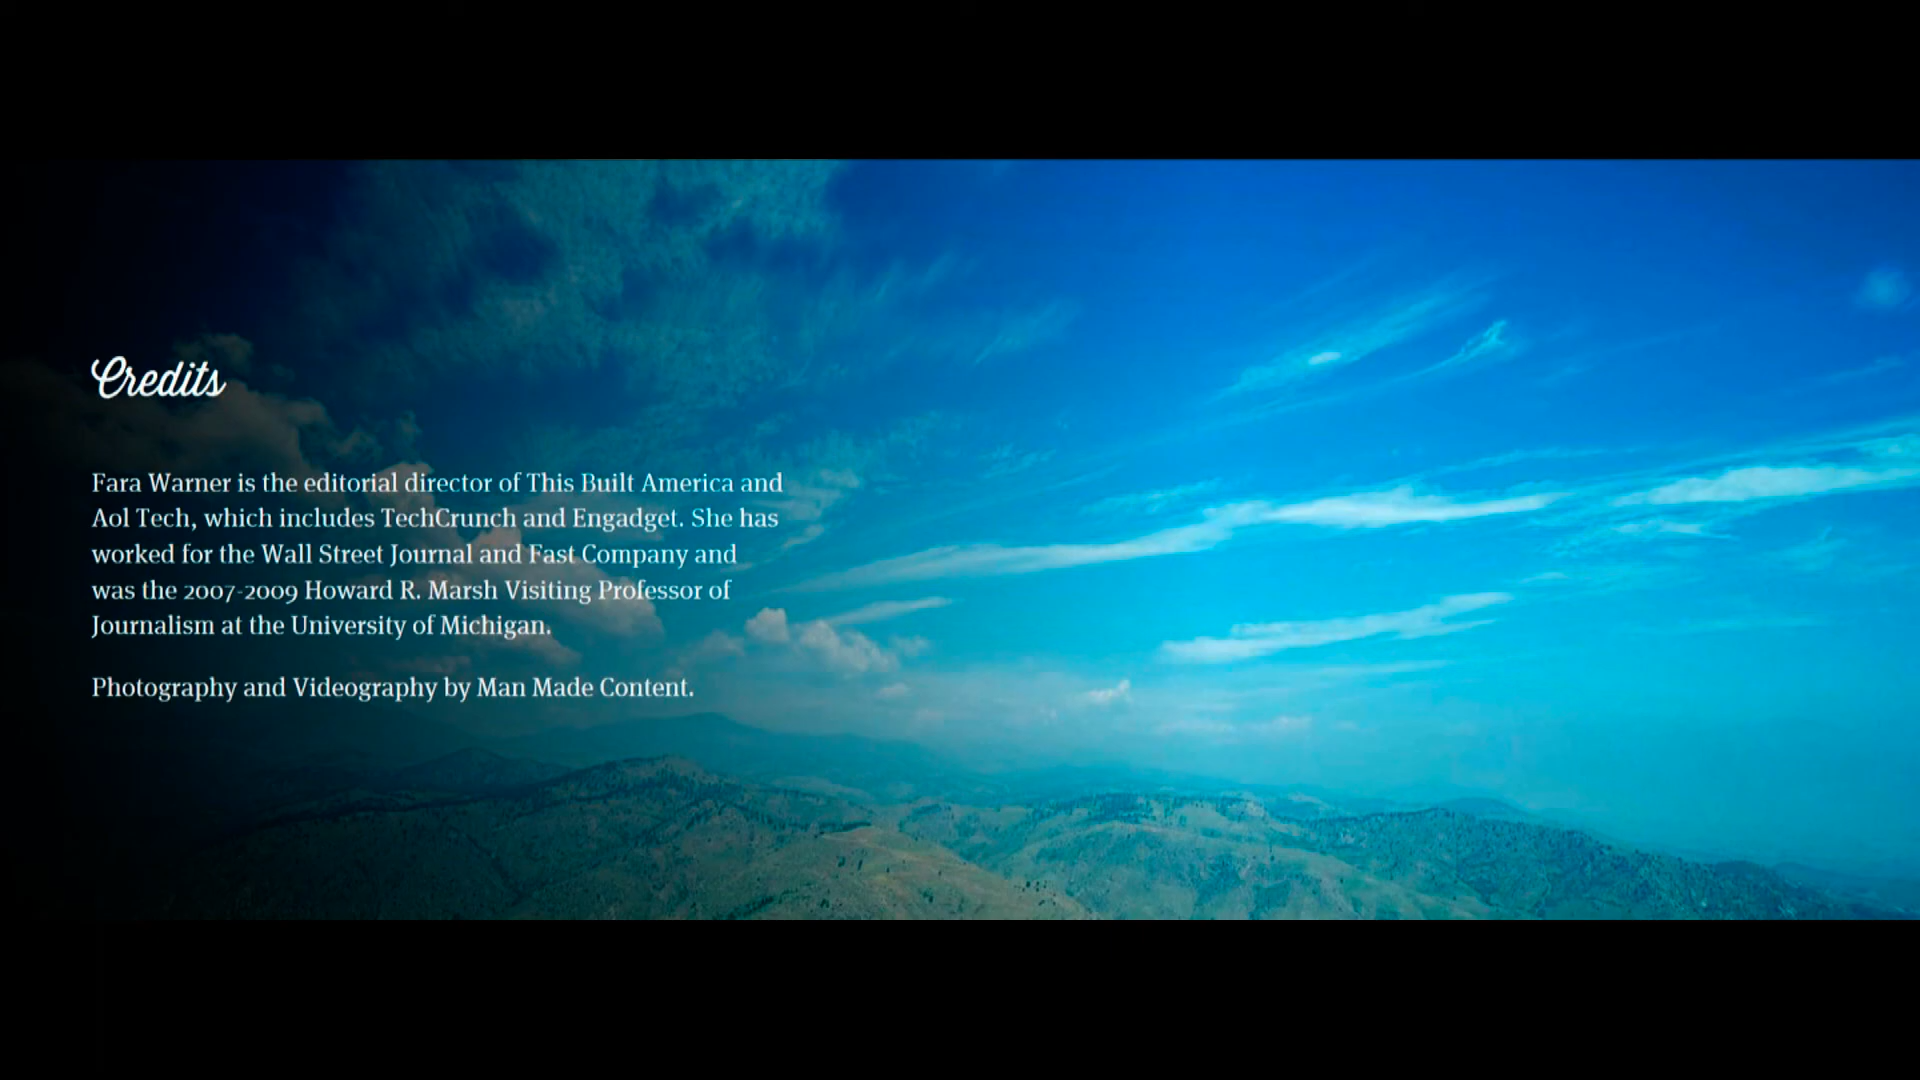 Credits
Fara Warner is the editorial director of This Built America and
Aol Tech, which includes TechCrunch and Engadget. She has
worked for the Wall Street Journal and Fast Company and
was the 2007-2009 Howard R. Marsh Visiting Professor of
Journalism at the University of Michigan.
Photography and Videography by Man Made Content.